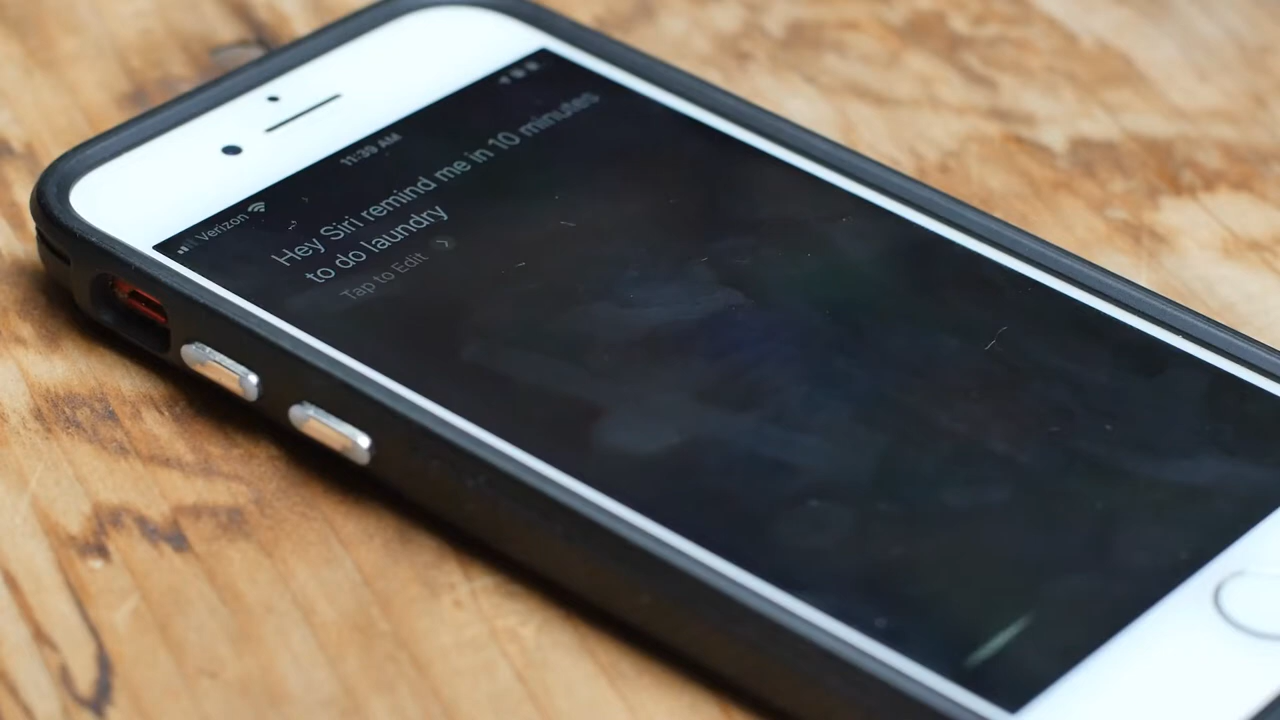 Verizon 11:39 AM
Hey Siri remind me in 10 minutes
to do laundry
Tap to Edit